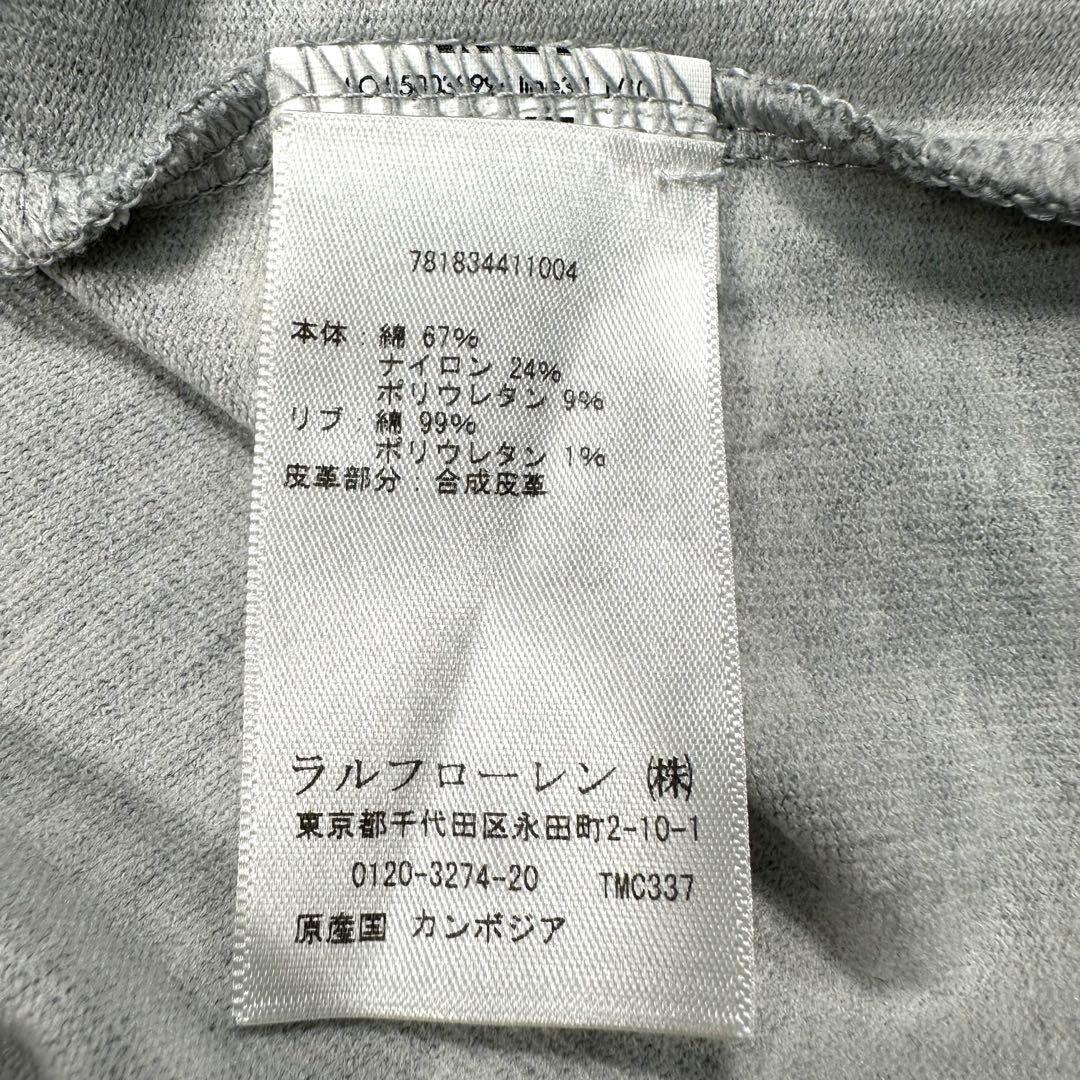 781834411004
本体：綿 67%
ナイロン 24%
ポリウレタン 9%
リブ：綿 99%
ポリウレタン 1%
皮革部分：合成皮革
ラルフローレン ㈱
東京都千代田区永田町2-10-1
0120-3274-20 TMC337
原産国 カンボジア